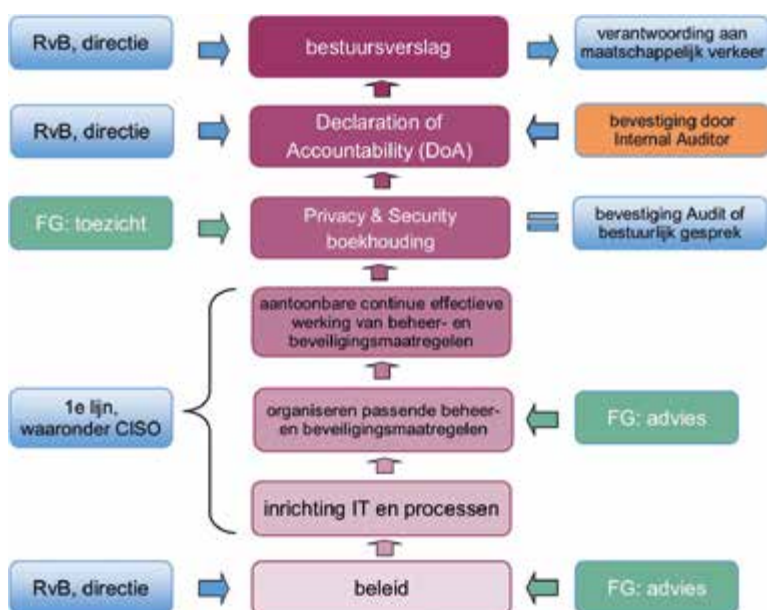 RvB, directie
bestuursverslag
verantwoording aan
maatschappelijk verkeer
RvB, directie
Declaration of
Accountability (DoA)
bevestiging door
Internal Auditor
FG: toezicht
Privacy & Security
boekhouding
bevestiging Audit of
bestuurlijk gesprek
aantoonbare continue effectieve
werking van beheer- en
beveiligingsmaatregelen
1e lijn,
waaronder CISO
organiseren passende beheer-
en beveiligingsmaatregelen
FG: advies
inrichting IT en processen
RvB, directie
beleid
FG: advies